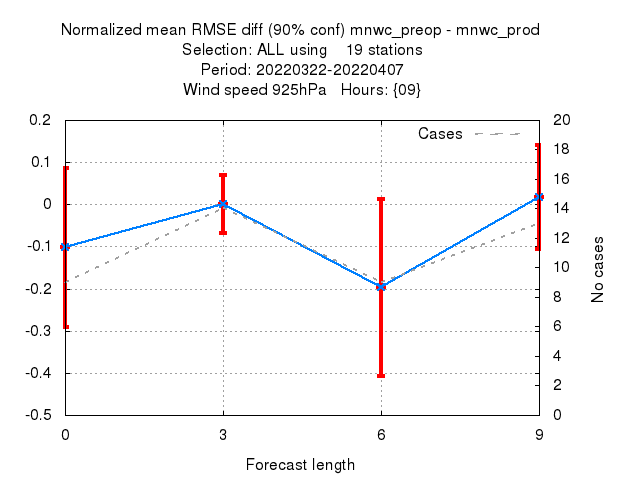 Normalized mean RMSE diff (90% conf) mnwc_preop - mnwc_prod
Selection: ALL using 19 stations
Period: 20220322-20220407
Wind speed 925hPa Hours: {09}
Cases
0.2
0.1
0
-0.1
-0.2
-0.3
-0.4
-0.5
20
18
16
14
12
10
8
6
4
2
0
No cases
0 3 6 9
Forecast length